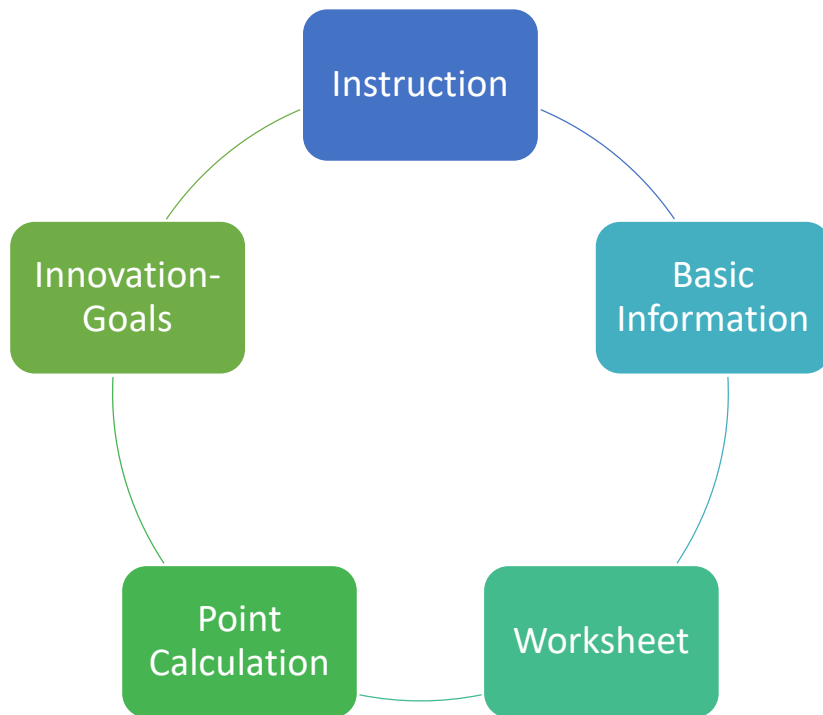 Instruction
Basic
Information
Worksheet
Point
Calculation
Innovation-
Goals